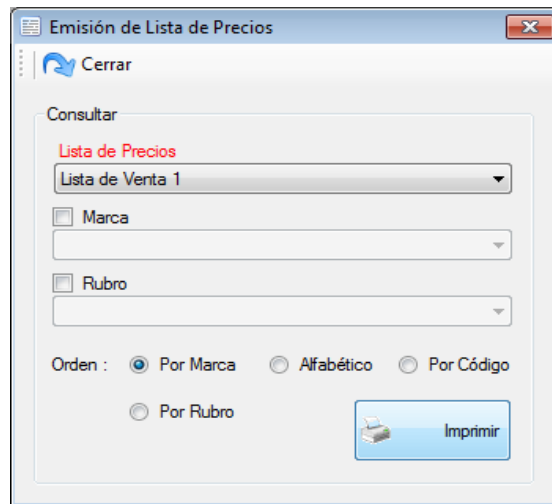 Emisión de Lista de Precios
Cerrar
Consultar
Lista de Precios
Lista de Venta 1
Marca
Rubro
Orden : Por Marca Alfabético Por Código
Por Rubro Imprimir